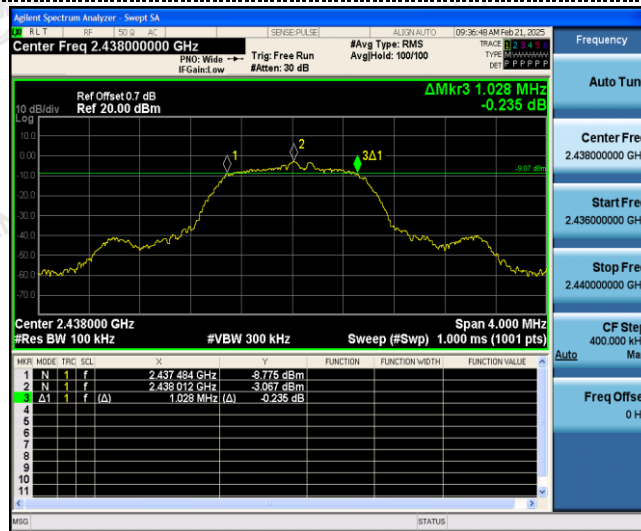 Agilent Spectrum Analyzer - Swept SA
RLT RF 50 Ω AC SENSE:PULSE ALIGN AUTO 09:36:48 AM Feb 21, 2025
Center Freq 2.438000000 GHz
PNO: Wide
IFGain:Low
Trig: Free Run
#Atten: 30 dB
#Avg Type: RMS
Avg|Hold: 100/100
TRACE 1 2 3 4 5 6
TYPE M
DET P P P P P P
Ref Offset 0.7 dB
10 dB/div Ref 20.00 dBm
Log
ΔMkr3 1.028 MHz
-0.235 dB
10.0
0.00
-10.0
-20.0
-30.0
-40.0
-50.0
-60.0
-70.0
1
2
3Δ1
-9.07 dBm
Center 2.438000 GHz Span 4.000 MHz
#Res BW 100 kHz #VBW 300 kHz Sweep (#Swp) 1.000 ms (1001 pts)
MKR MODE TRC SCL X Y FUNCTION FUNCTION WIDTH FUNCTION VALUE
1 N 1 f 2.437 484 GHz -8.775 dBm
2 N 1 f 2.438 012 GHz -3.067 dBm
3 Δ1 1 f (Δ) 1.028 MHz (Δ) -0.235 dB
4
5
6
7
8
9
10
11
MSG STATUS
Frequency
Auto Tun
Center Fre
2.438000000 GH
Start Fre
2.436000000 GH
Stop Fre
2.440000000 GH
CF Ste
400.000 kH
Auto Ma
Freq Offse
0 H